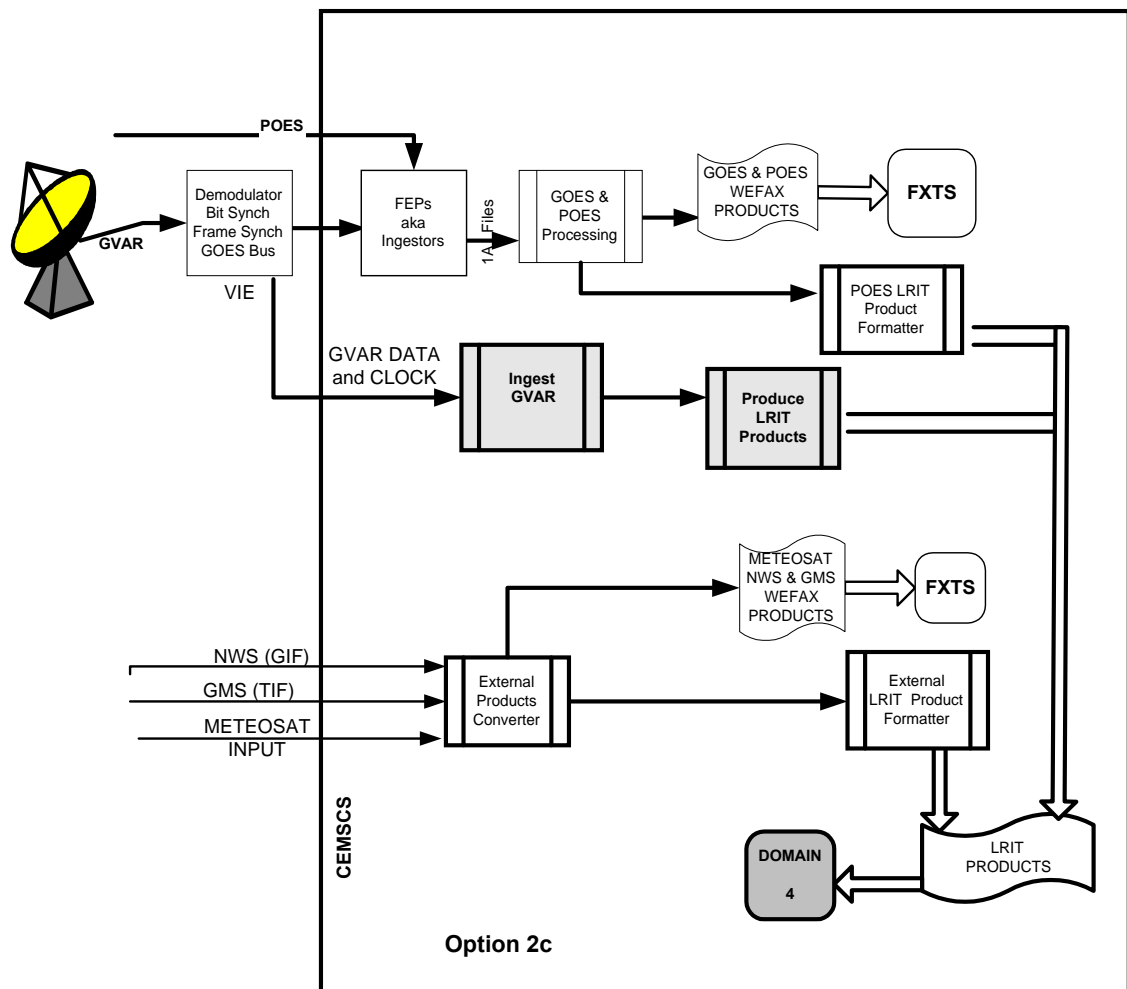 POES
GVAR
Demodulator
Bit Synch
Frame Synch
GOES Bus
VIE
FEPs
aka
Ingestors
1A Files
GOES &
POES
Processing
GOES & POES
WEFAX
PRODUCTS
FXTS
POES LRIT
Product
Formatter
GVAR DATA
and CLOCK
Ingest
GVAR
Produce
LRIT
Products
METEOSAT
NWS & GMS
WEFAX
PRODUCTS
FXTS
NWS (GIF)
GMS (TIF)
METEOSAT
INPUT
External
Products
Converter
External
LRIT Product
Formatter
CEMSCS
LRIT
PRODUCTS
DOMAIN
4
Option 2c